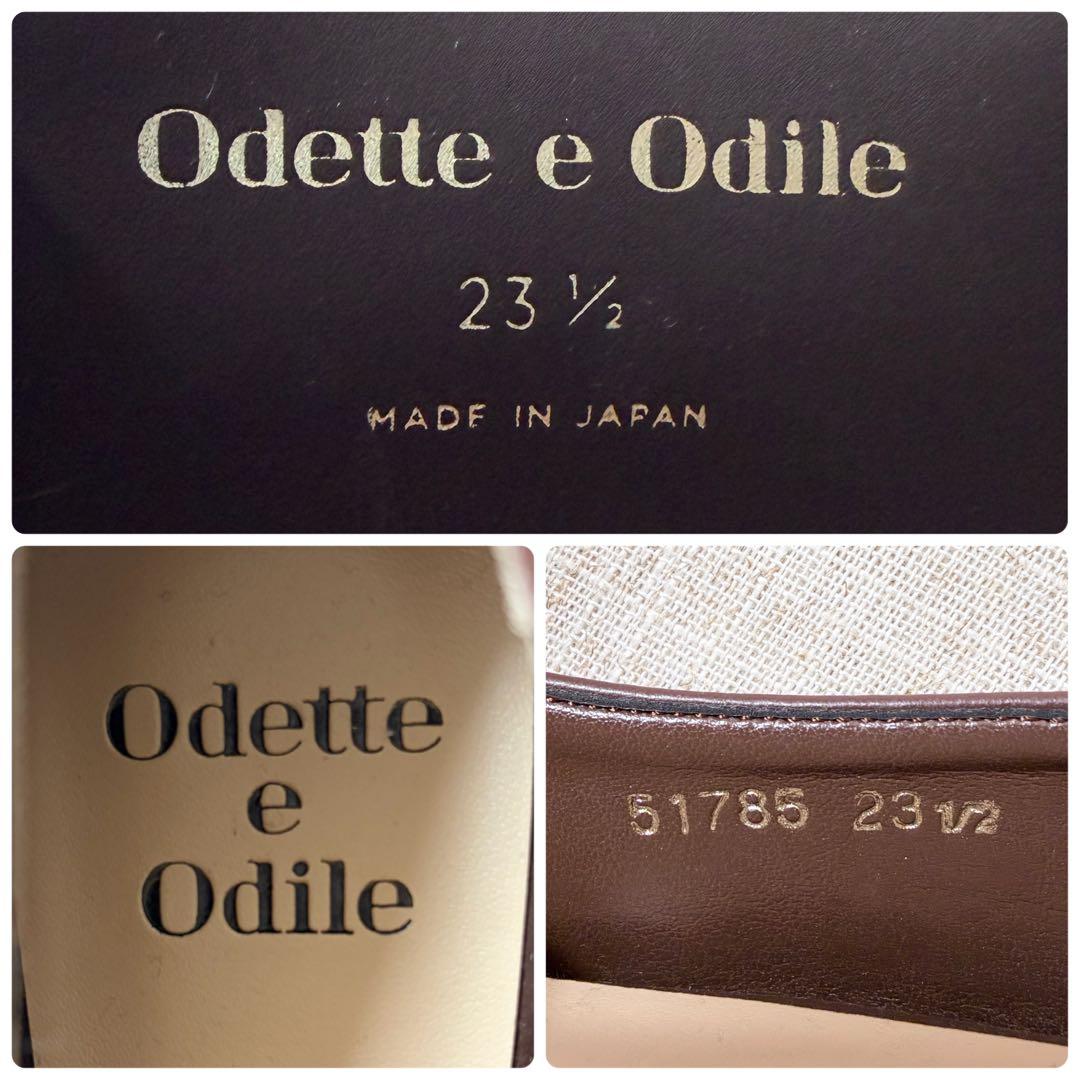 Odette e Odile
23 ½
MADE IN JAPAN
Odette
e
Odile
51785 23 1/2